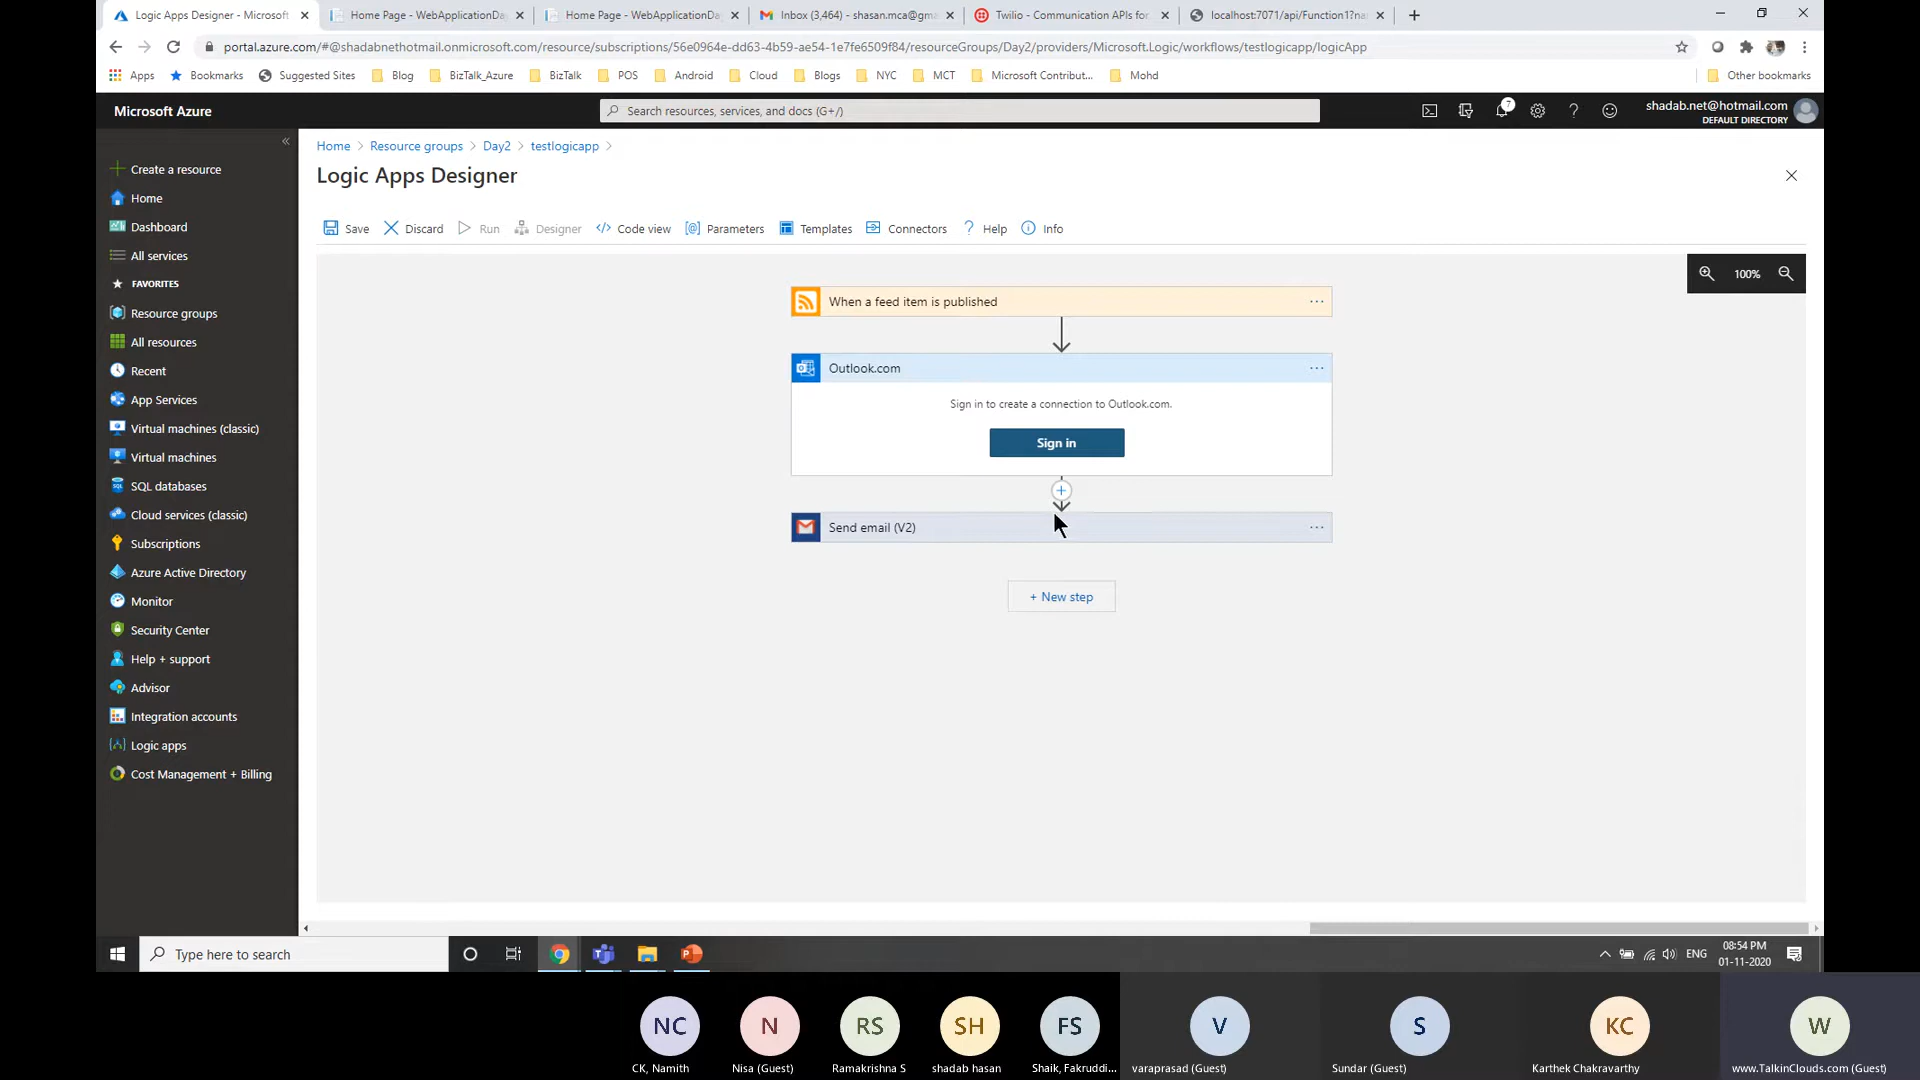 Logic Apps Designer - Microsoft
Home Page - WebApplicationDa
Home Page - WebApplicationDa
Inbox (3,464) - shasan.mca@gm
Twilio - Communication APIs for
localhost:7071/api/Function1?na
portal.azure.com/#@shadabnethotmail.onmicrosoft.com/resource/subscriptions/56e0964e-dd63-4b59-ae54-1e7fe6509f84/resourceGroups/Day2/providers/Microsoft.Logic/workflows/testlogicapp/logicApp
Apps Bookmarks Suggested Sites Blog BizTalk_Azure BizTalk POS Android Cloud Blogs NYC MCT Microsoft Contribut... Mohd Other bookmarks
Microsoft Azure
Search resources, services, and docs (G+/)
7
shadab.net@hotmail.com
DEFAULT DIRECTORY
Create a resource
Home
Dashboard
All services
FAVORITES
Resource groups
All resources
Recent
App Services
Virtual machines (classic)
Virtual machines
SQL databases
Cloud services (classic)
Subscriptions
Azure Active Directory
Monitor
Security Center
Help + support
Advisor
Integration accounts
Logic apps
Cost Management + Billing
Home > Resource groups > Day2 > testlogicapp >
Logic Apps Designer
Save Discard Run Designer Code view Parameters Templates Connectors Help Info
100%
When a feed item is published
Outlook.com
Sign in to create a connection to Outlook.com.
Sign in
Send email (V2)
+ New step
Type here to search
ENG
08:54 PM
01-11-2020
NC N RS SH FS V S KC W
CK, Namith
Nisa (Guest)
Ramakrishna S
shadab hasan
Shaik, Fakruddi...
varaprasad (Guest)
Sundar (Guest)
Karthek Chakravarthy
www.TalkinClouds.com (Guest)